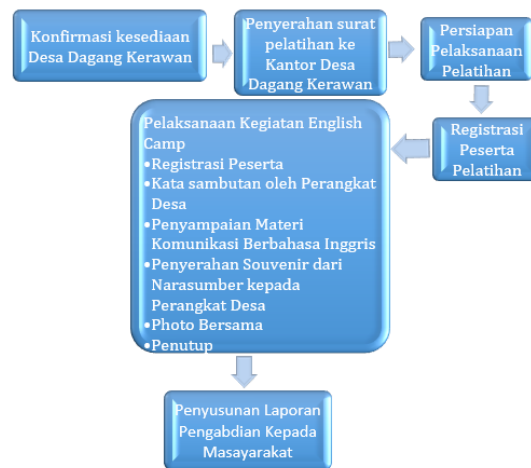 Konfirmasi kesediaan
Desa Dagang Kerawan
Penyerahan surat
pelatihan ke
Kantor Desa
Dagang Kerawan
Persiapan
Pelaksanaan
Pelatihan
Registrasi
Peserta
Pelatihan
Pelaksanaan Kegiatan English
Camp
•Registrasi Peserta
•Kata sambutan oleh Perangkat
Desa
•Penyampaian Materi
Komunikasi Berbahasa Inggris
•Penyerahan Souvenir dari
Narasumber kepada
Perangkat Desa
•Photo Bersama
•Penutup
Penyusunan Laporan
Pengabdian Kepada
Masayarakat